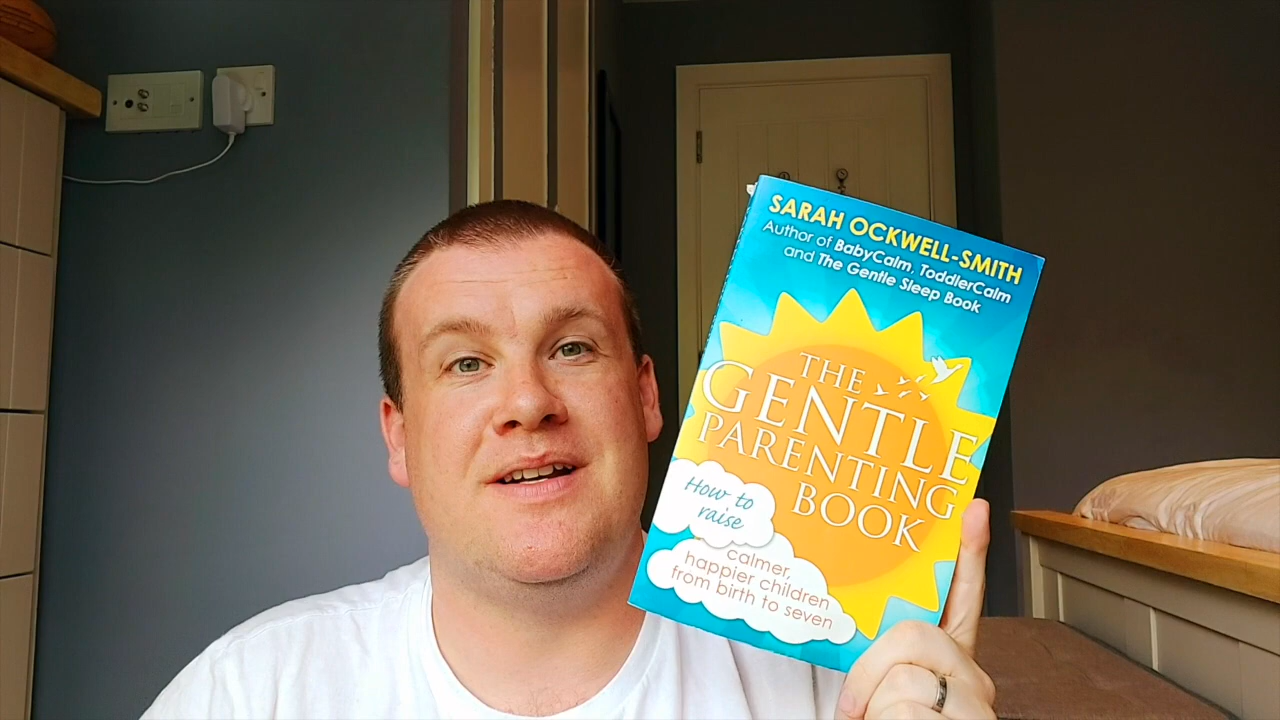 SARAH OCKWELL-SMITH
Author of BabyCalm, ToddlerCalm
and The Gentle Sleep Book
THE
GENTLE
PARENTING
BOOK
How to
raise
calmer,
happier children
from birth to seven